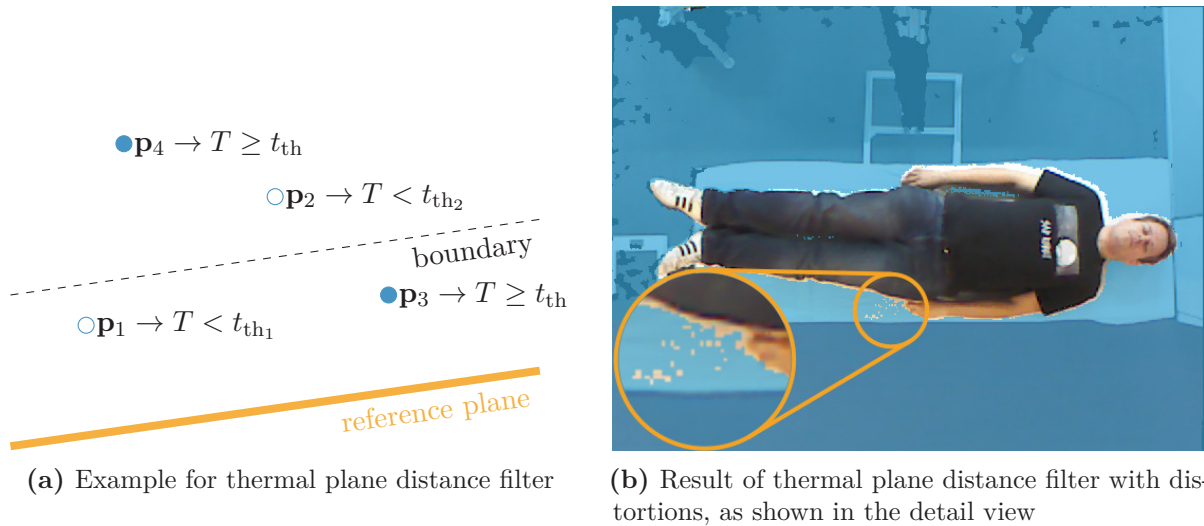 p₄ → T ≥ tₜₕ
p₂ → T < tₜₕ₂
boundary
p₃ → T ≥ tₜₕ
p₁ → T < tₜₕ₁
reference plane
(a) Example for thermal plane distance filter
(b) Result of thermal plane distance filter with dis-
tortions, as shown in the detail view